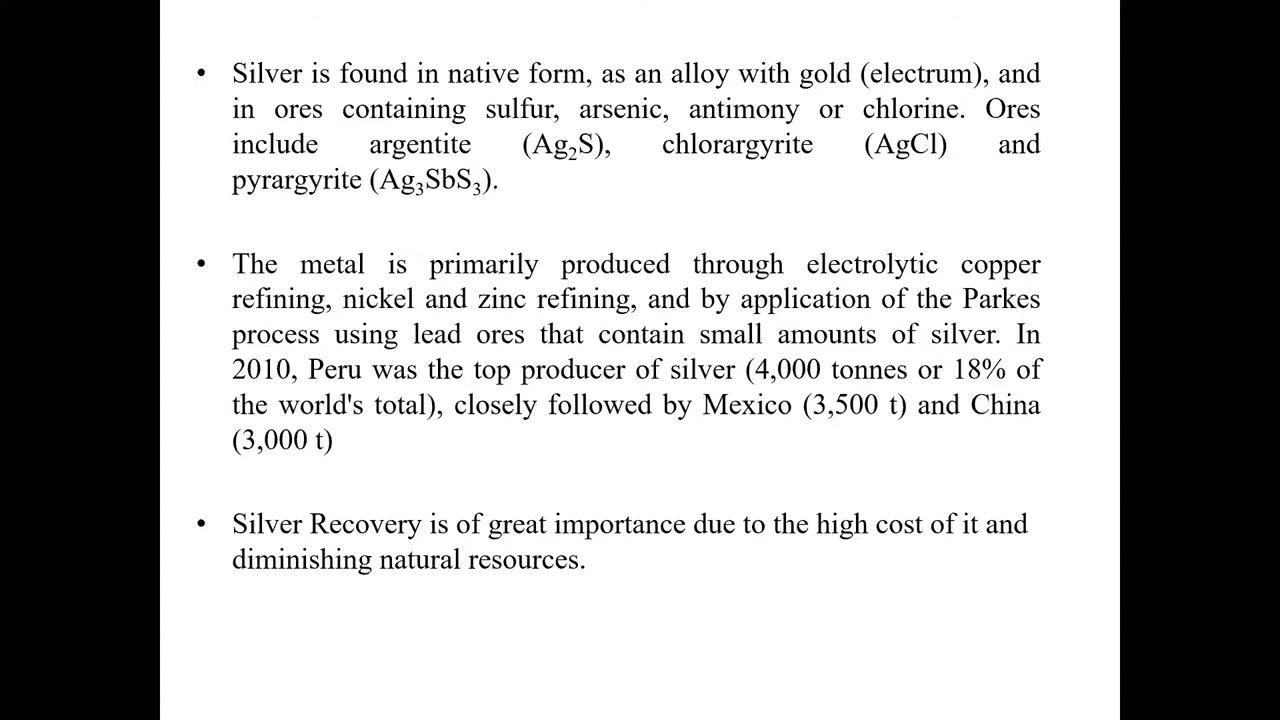 • Silver is found in native form, as an alloy with gold (electrum), and
in ores containing sulfur, arsenic, antimony or chlorine. Ores
include argentite (Ag₂S), chlorargyrite (AgCl) and
pyrargyrite (Ag₃SbS₃).
• The metal is primarily produced through electrolytic copper
refining, nickel and zinc refining, and by application of the Parkes
process using lead ores that contain small amounts of silver. In
2010, Peru was the top producer of silver (4,000 tonnes or 18% of
the world's total), closely followed by Mexico (3,500 t) and China
(3,000 t)
• Silver Recovery is of great importance due to the high cost of it and
diminishing natural resources.